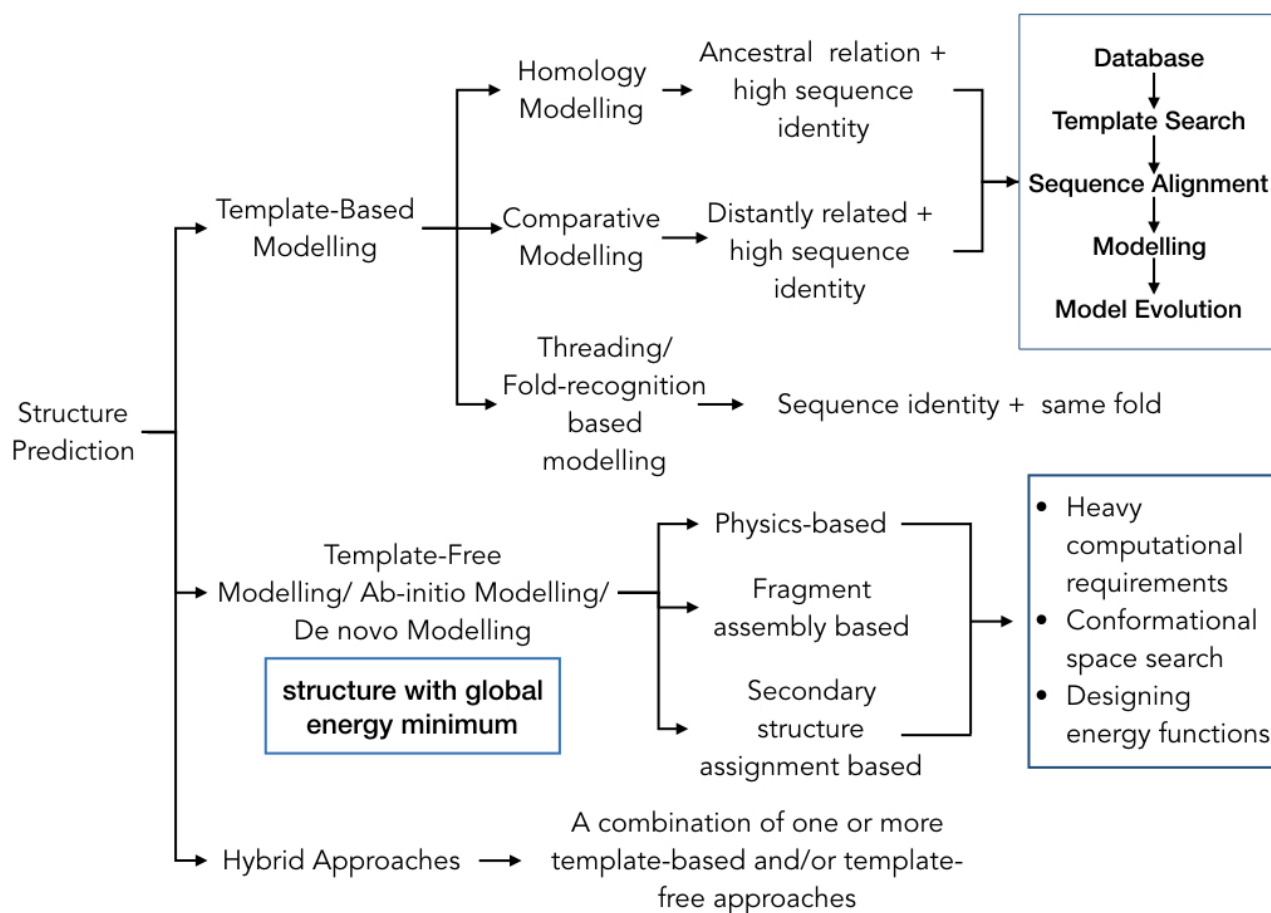 Structure
Prediction
Template-Based
Modelling
Homology
Modelling
Ancestral relation +
high sequence
identity
Comparative
Modelling
Distantly related +
high sequence
identity
Database
Template Search
Sequence Alignment
Modelling
Model Evolution
Threading/
Fold-recognition
based
modelling
Sequence identity + same fold
Template-Free
Modelling/ Ab-initio Modelling/
De novo Modelling
structure with global
energy minimum
Physics-based
Fragment
assembly based
Secondary
structure
assignment based
• Heavy
computational
requirements
• Conformational
space search
• Designing
energy functions
Hybrid Approaches
A combination of one or more
template-based and/or template-
free approaches